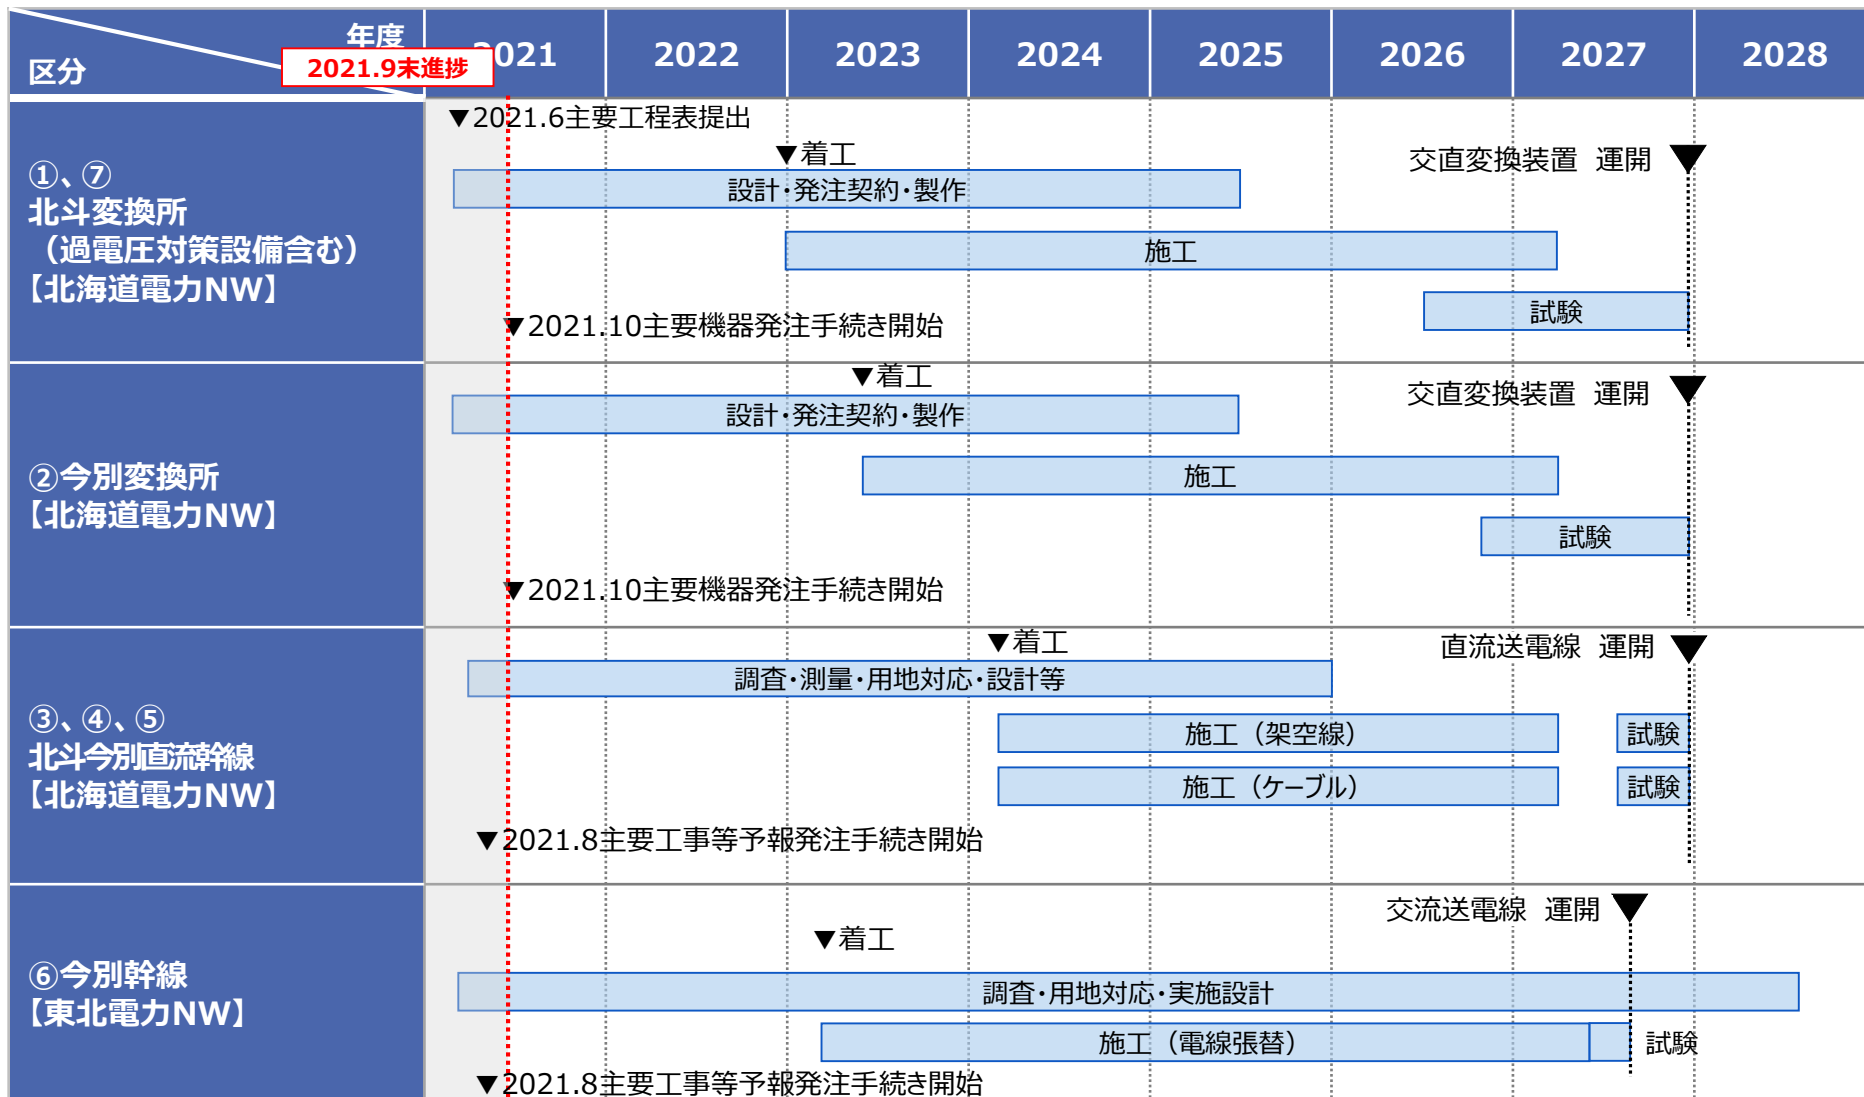 年度
区分
2021.9末進捗
2021
2022
2023
2024
2025
2026
2027
2028
①、⑦
北斗変換所
（過電圧対策設備含む）
【北海道電力NW】
▼2021.6主要工程表提出
▼着工
設計・発注契約・製作
施工
試験
交直変換装置 運開
▼2021.10主要機器発注手続き開始
②今別変換所
【北海道電力NW】
▼着工
設計・発注契約・製作
施工
試験
交直変換装置 運開
▼2021.10主要機器発注手続き開始
③、④、⑤
北斗今別直流幹線
【北海道電力NW】
▼着工
直流送電線 運開
調査・測量・用地対応・設計等
施工（架空線）
試験
施工（ケーブル）
試験
▼2021.8主要工事等予報発注手続き開始
⑥今別幹線
【東北電力NW】
交流送電線 運開
▼着工
調査・用地対応・実施設計
施工（電線張替）
試験
▼2021.8主要工事等予報発注手続き開始